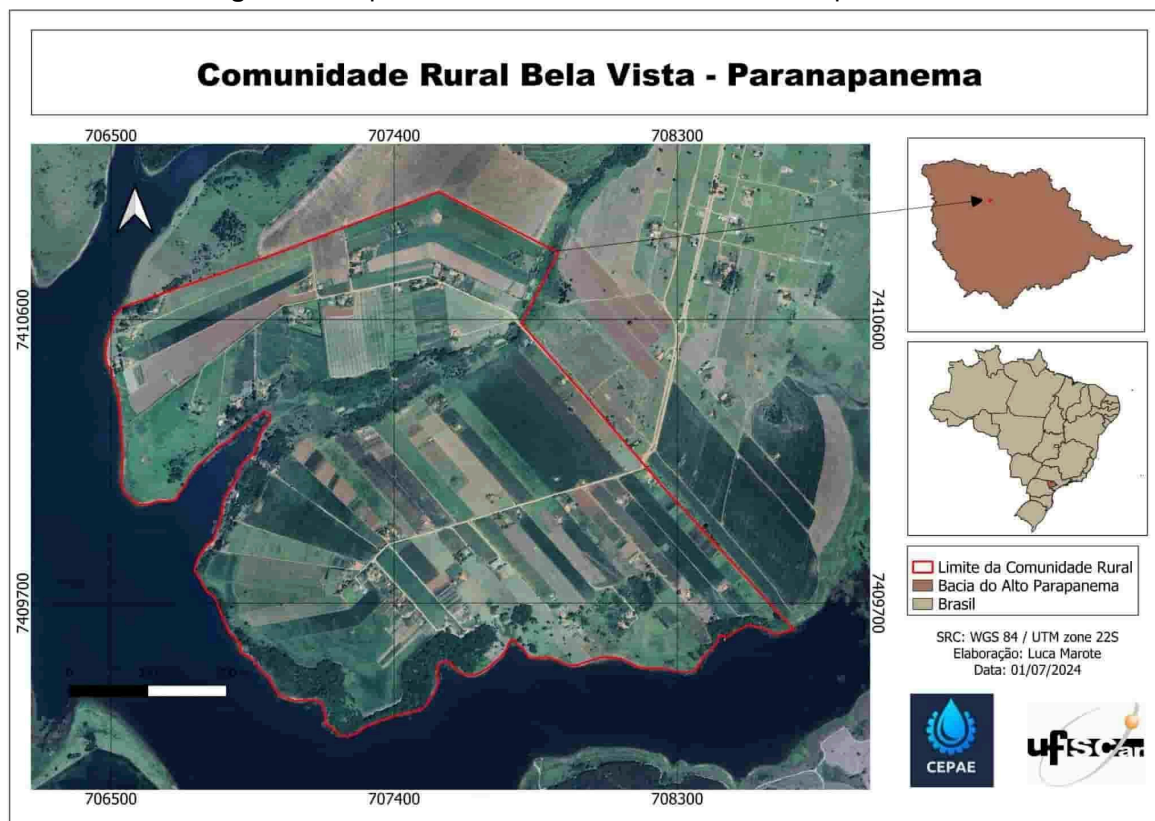 Comunidade Rural Bela Vista - Paranapanema
706500 707400 708300
7410600 7410600
7409700 7409700
706500 707400 708300
Limite da Comunidade Rural
Bacia do Alto Parapanema
Brasil
SRC: WGS 84 / UTM zone 22S
Elaboração: Luca Marote
Data: 01/07/2024
CEPAE
ufscar